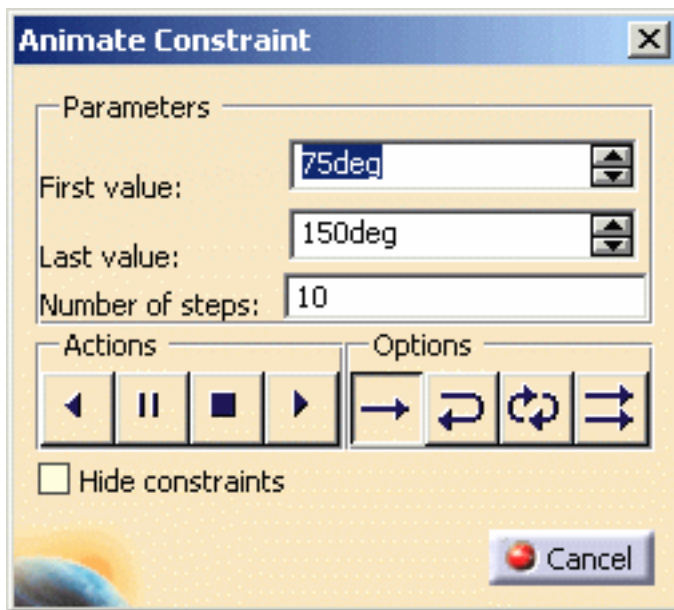 Animate Constraint
Parameters
First value: 75deg
Last value: 150deg
Number of steps: 10
Actions Options
Hide constraints
Cancel